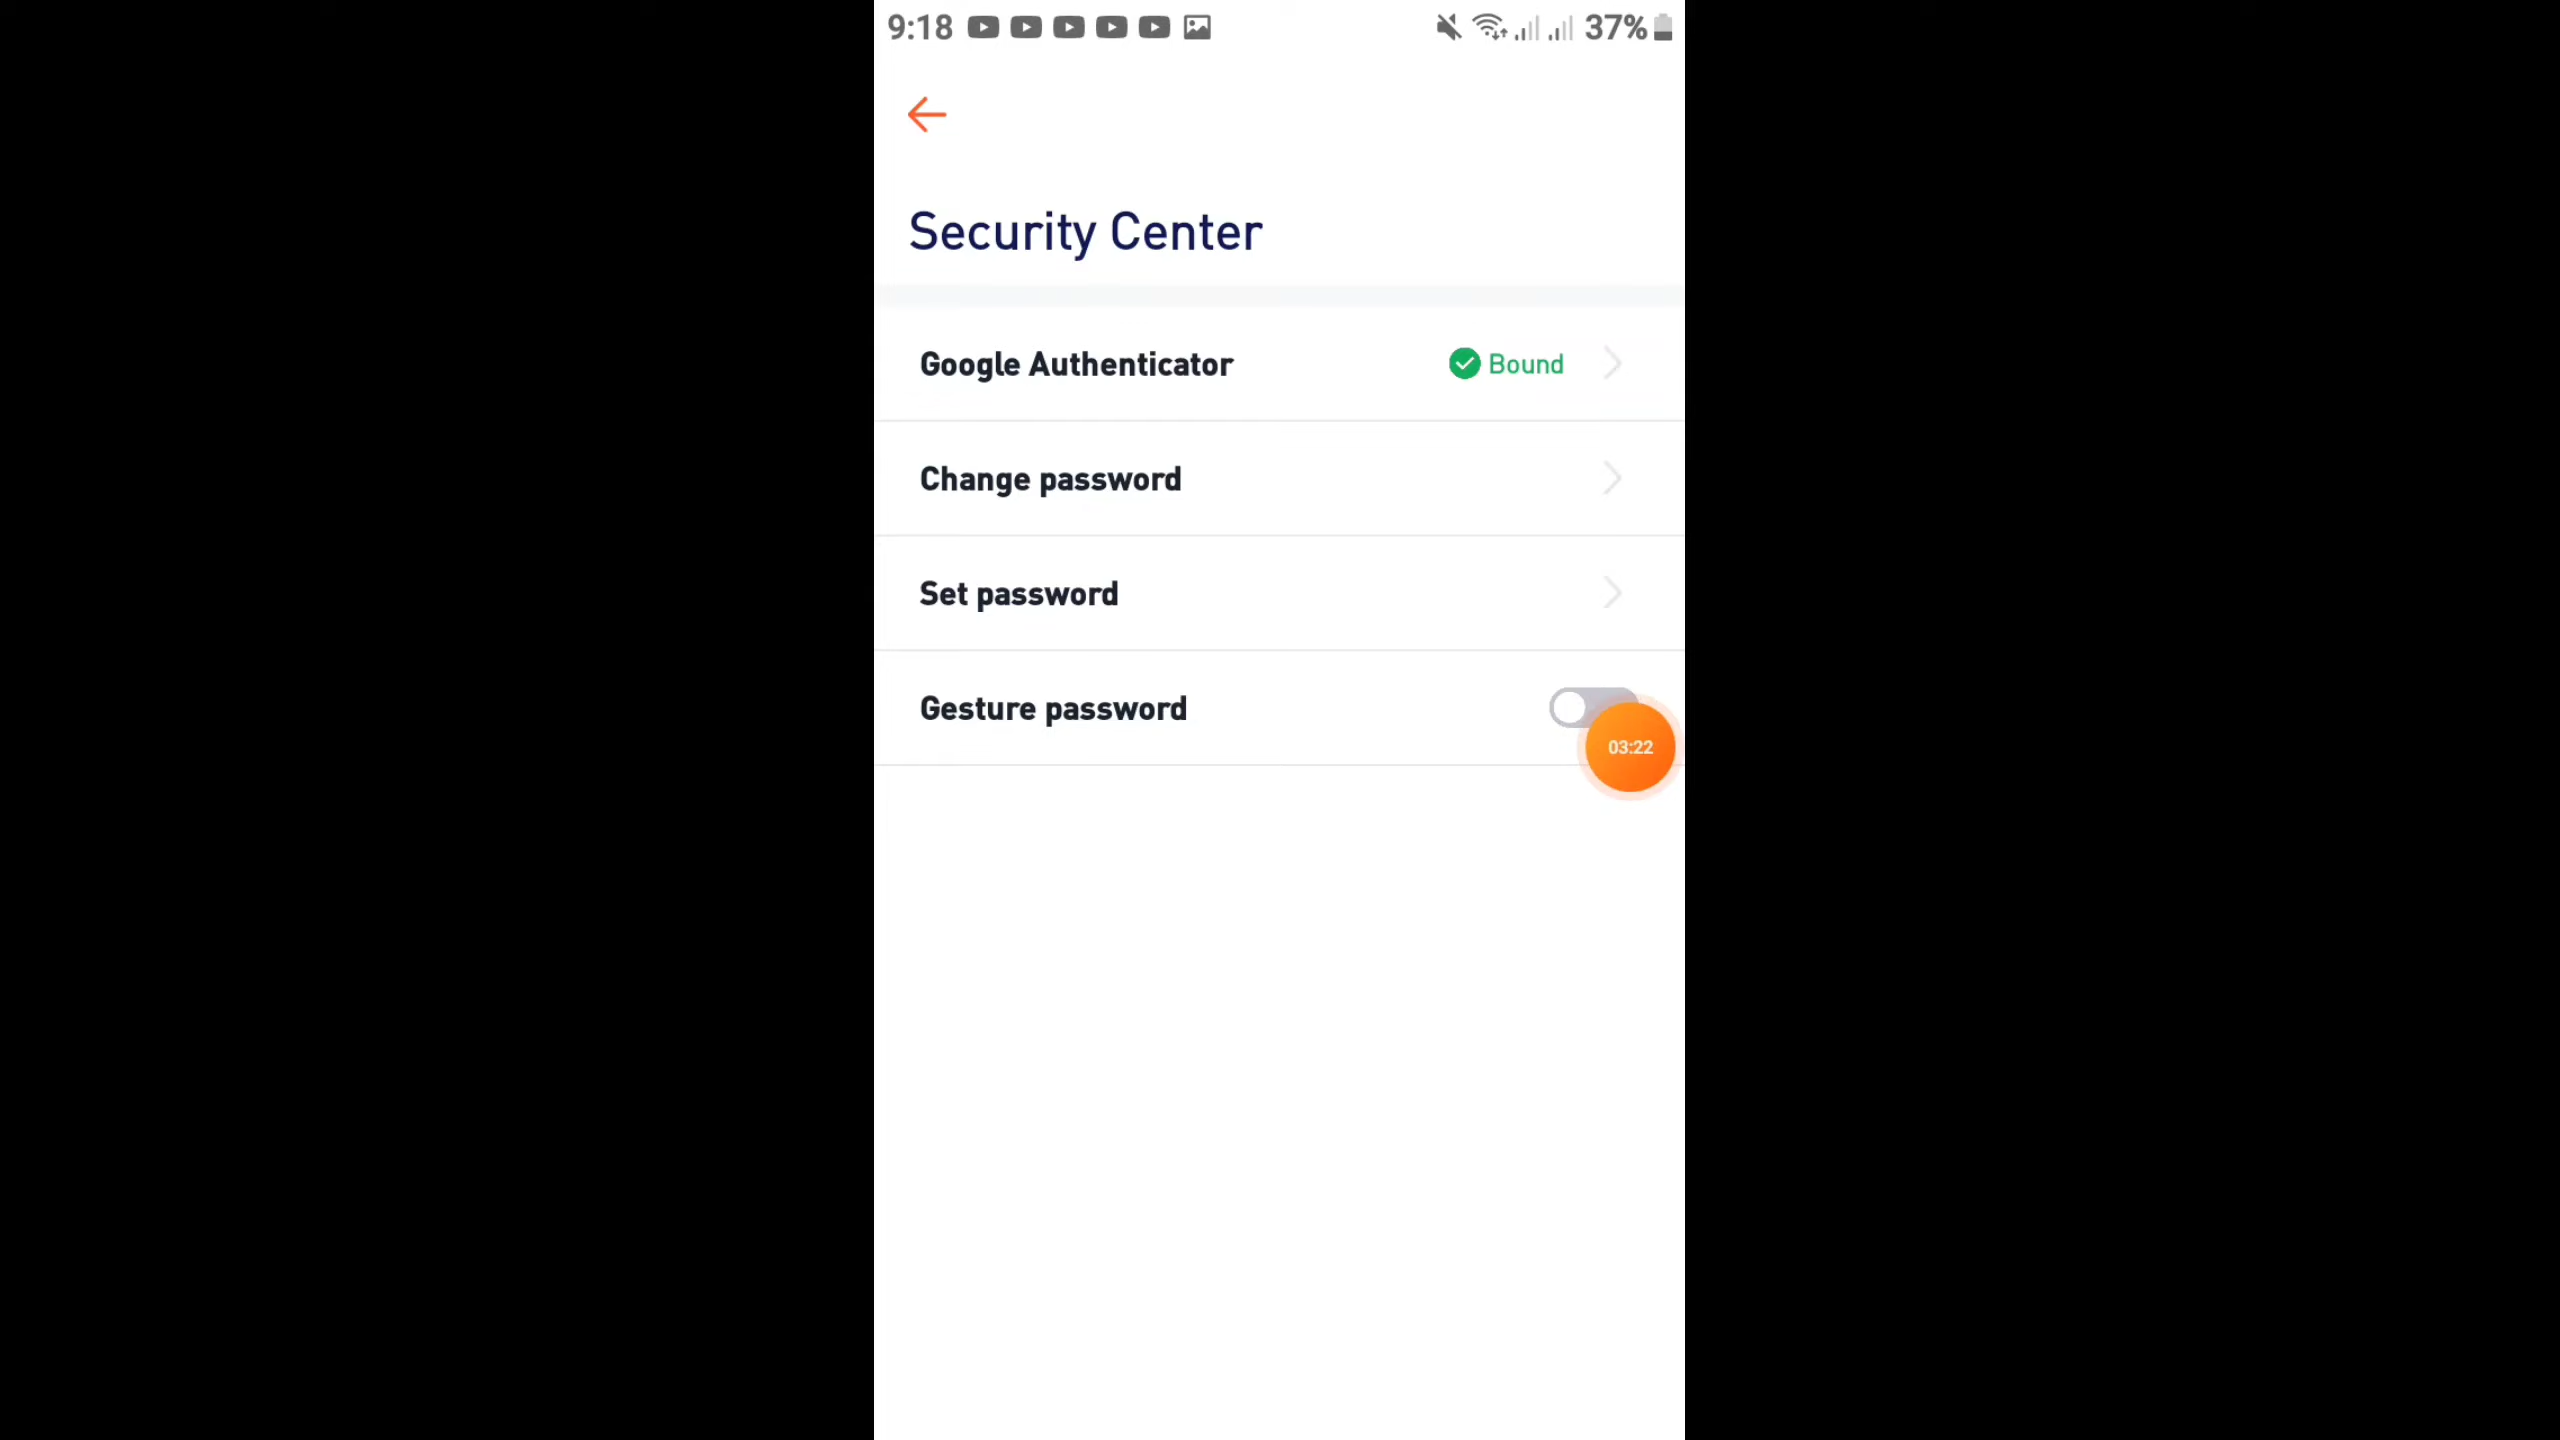 9:18 37%
Security Center
Google Authenticator Bound
Change password
Set password
Gesture password
03:22